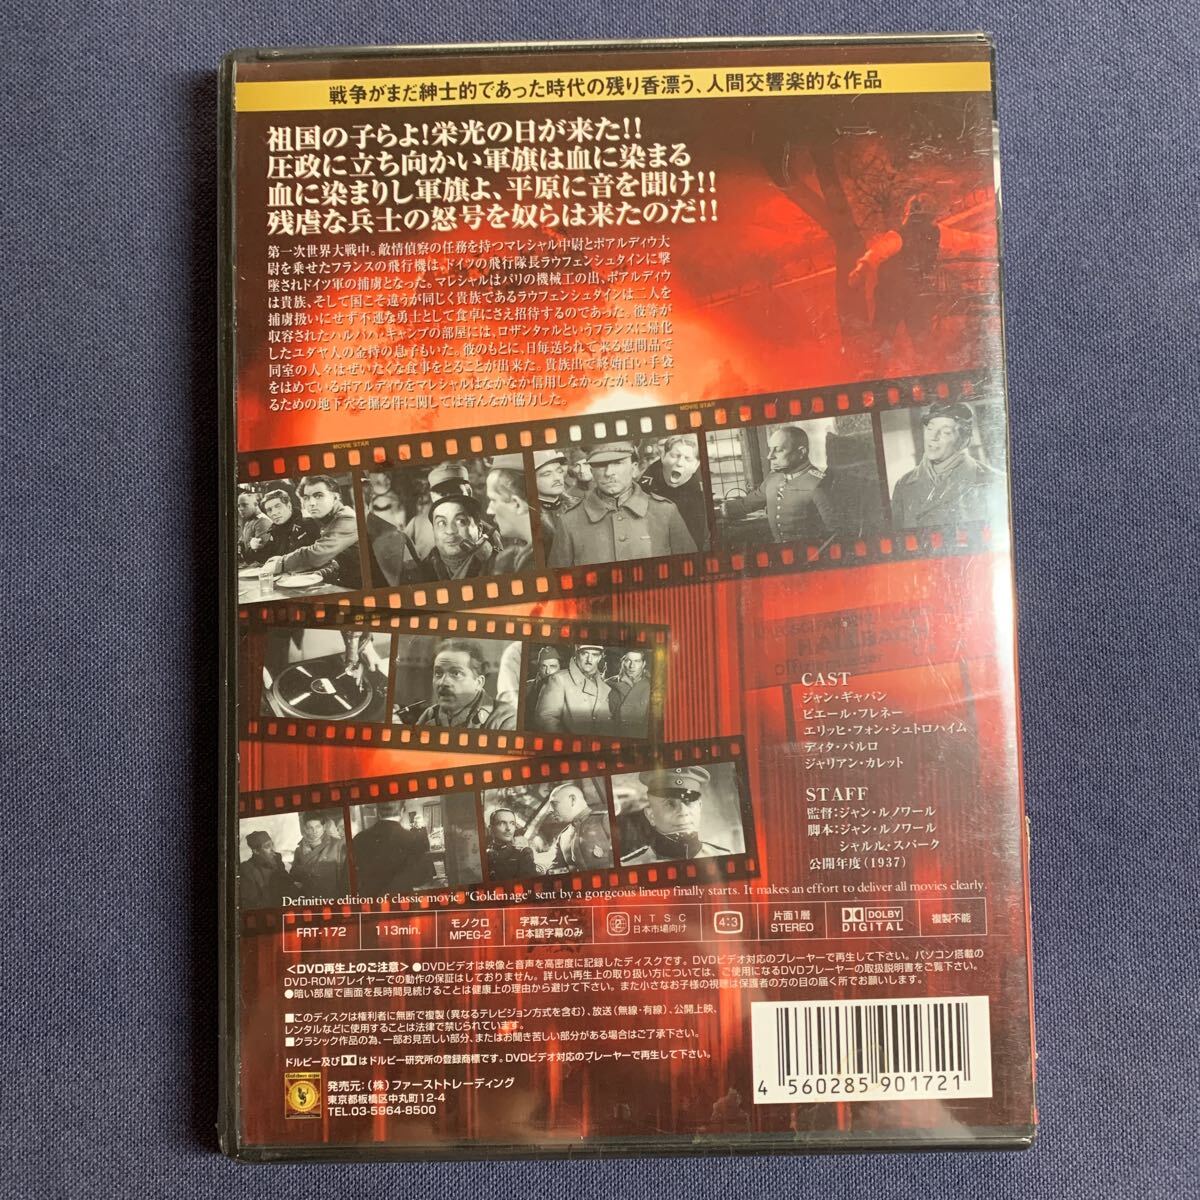 戦争がまだ紳士的であった時代の残り香漂う、人間交響楽的な作品
祖国の子らよ!栄光の日が来た!!
圧政に立ち向かい軍旗は血に染まる
血に染まりし軍旗よ、平原に音を聞け!!
残虐な兵士の怒号を奴らは来たのだ!!
第一次世界大戦中。敵情偵察の任務を持つマレシャル中尉とボアルディウ大
尉を乗せたフランスの飛行機は、ドイツの飛行隊長ラウフェンシュタインに撃
墜されドイツ軍の捕虜となった。マレシャルはパリの機械工の出、ボアルディウ
は貴族、そして国こそ違うが同じく貴族であるラウフェンシュタインは二人を
捕虜扱いにせず不運な勇士として食卓にさえ招待するのであった。彼等が
収容されたハルバハ・キャンプの部屋には、ロザンタルというフランスに帰化
したユダヤ人の金持の息子もいた。彼のもとに、日毎送られて来る慰問品で
同室の人々はぜいたくな食事をとることが出来た。貴族出で終始白い手袋
をはめているボアルディウをマレシャルはなかなか信用しなかったが、脱走す
るための地下穴を掘る件に関しては皆んなが協力した。
MOVIE STAR
MOVIE STAR
MOVIE STAR
MOVIE STAR
HALLBACH
Offizierslager
CAST
ジャン・ギャバン
ピエール・フレネー
エリッヒ・フォン・シュトロハイム
ディタ・パルロ
ジャリアン・カレット
STAFF
監督:ジャン・ルノワール
脚本:ジャン・ルノワール
シャルル・スパーク
公開年度(1937)
Definitive edition of classic movie. "Golden age" sent by a gorgeous lineup finally starts. It makes an effort to deliver all movies clearly.
FRT-172 113min. モノクロ MPEG-2 字幕スーパー 日本語字幕のみ 2 NTSC 日本市場向け 4:3 片面1層 STEREO DOLBY DIGITAL 複製不能
<DVD再生上のご注意> ●DVDビデオは映像と音声を高密度に記録したディスクです。DVDビデオ対応のプレーヤーで再生して下さい。パソコン搭載の
DVD-ROMプレイヤーでの動作の保証はしておりません。詳しい再生上の取り扱い方については、ご使用になるDVDプレーヤーの取扱説明書をご覧下さい。
●暗い部屋で画面を長時間見続けることは健康上の理由から避けて下さい。また小さなお子様の視聴は保護者の方の目の届く所でお願いします。
■このディスクは権利者に無断で複製(異なるテレビジョン方式を含む)、放送(無線・有線)、公開上映、
レンタルなどに使用することは法律で禁じられています。
■クラシック作品の為、一部お見苦しい部分、またはお聞き苦しい部分がある場合はご了承下さい。
ドルビー及びDDはドルビー研究所の登録商標です。DVDビデオ対応のプレーヤーで再生して下さい。
Golden age
発売元:(株)ファーストトレーディング
東京都板橋区中丸町12-4
TEL.03-5964-8500
4 560285 901721